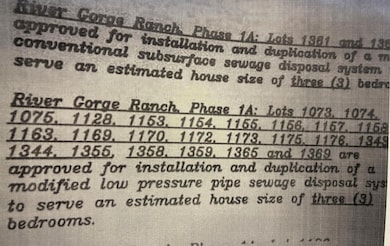 River Gorge Ranch, Phase 1A: Lots 1361 and
approved for installation and duplication of a
conventional subsurface sewage disposal system
serve an estimated house size of three (3)
River Gorge Ranch, Phase 1A: Lots 1073, 1074,
1075, 1128, 1153, 1154, 1155, 1156, 1157, 1158
1163, 1169, 1170, 1172, 1173, 1175, 1176, 1343
1344, 1355, 1358, 1359, 1365 and 1369 are
approved for installation and duplication of a
modified low pressure pipe sewage disposal sys
to serve an estimated house size of three (3)
bedrooms.